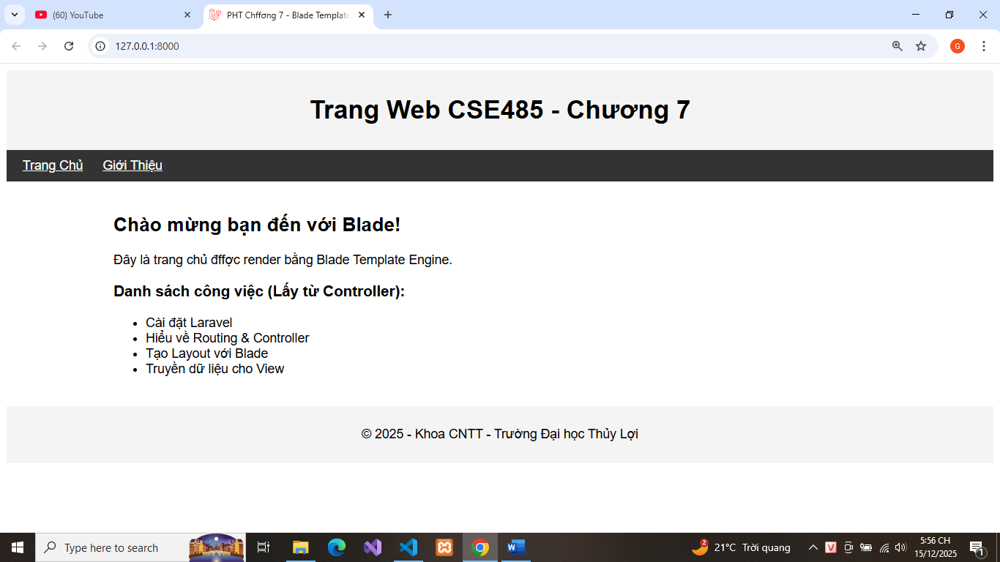 (60) YouTube
PHT Chffơng 7 - Blade Template
127.0.0.1:8000
G
Trang Web CSE485 - Chương 7
Trang Chủ Giới Thiệu
Chào mừng bạn đến với Blade!
Đây là trang chủ đffợc render bằng Blade Template Engine.
Danh sách công việc (Lấy từ Controller):
• Cài đặt Laravel
• Hiểu về Routing & Controller
• Tạo Layout với Blade
• Truyền dữ liệu cho View
© 2025 - Khoa CNTT - Trường Đại học Thủy Lợi
Type here to search
2
21°C Trời quang
V
5:56 CH
15/12/2025
1